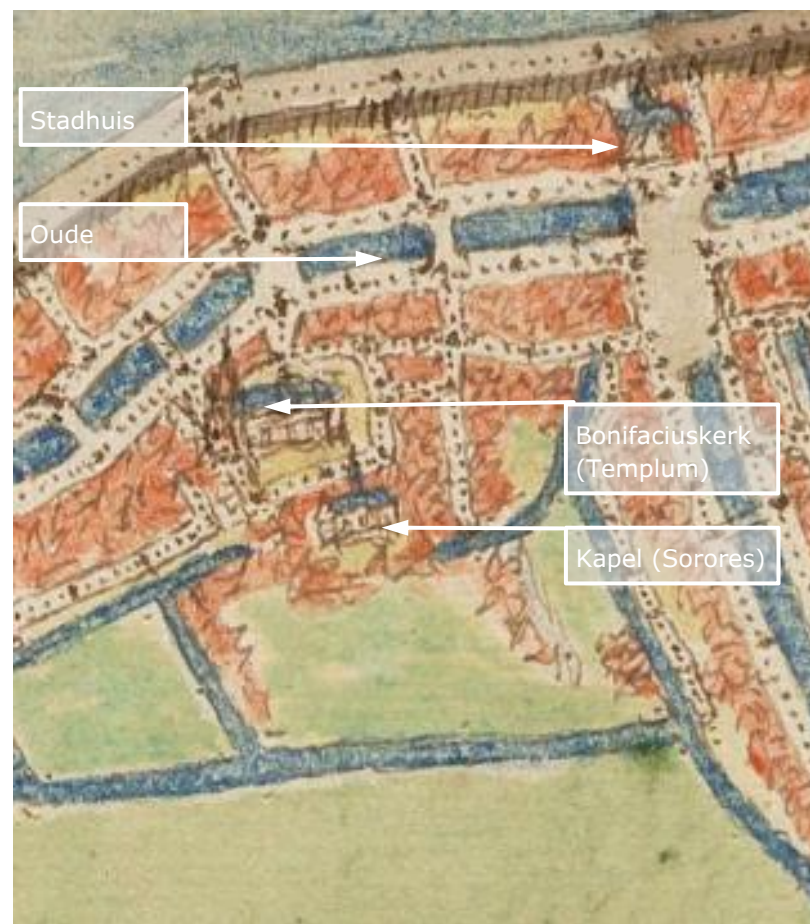 Stadhuis
Oude
Bonifaciuskerk
(Templum)
Kapel (Sorores)